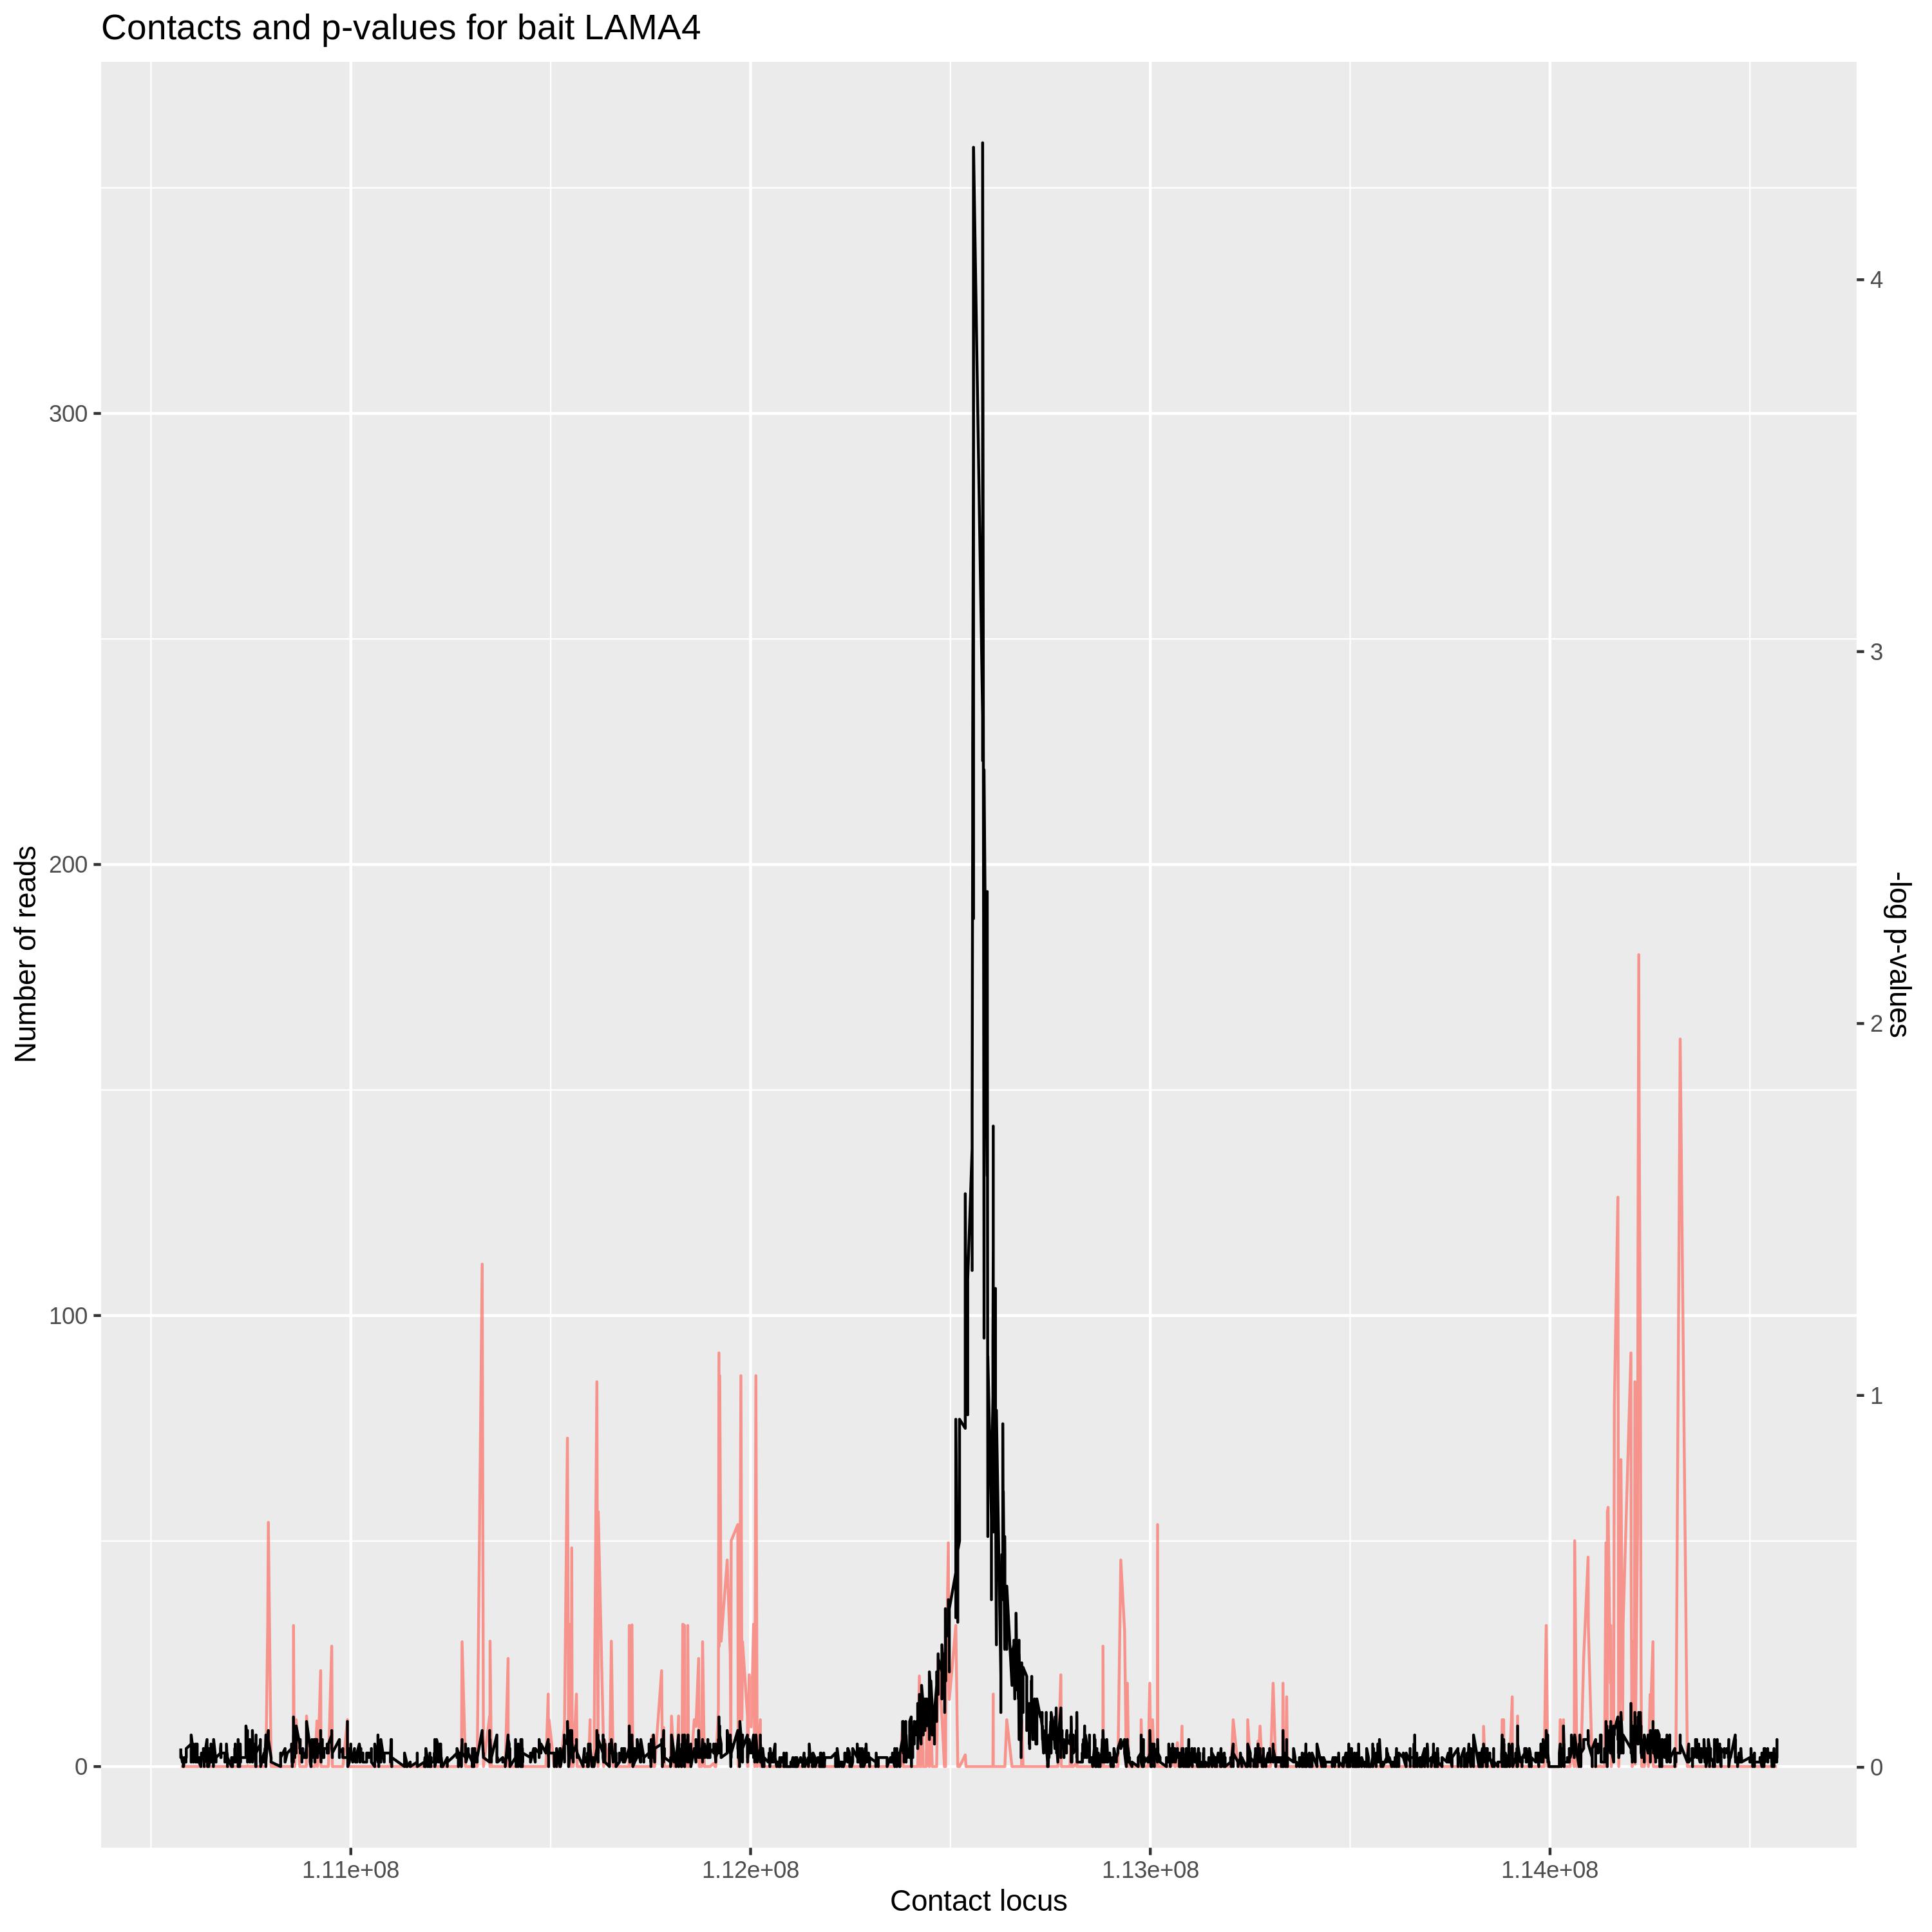 Contacts and p-values for bait LAMA4
Number of reads
300
200
100
0
4
3
2
1
0
-log p-values
1.11e+08
1.12e+08
1.13e+08
1.14e+08
Contact locus